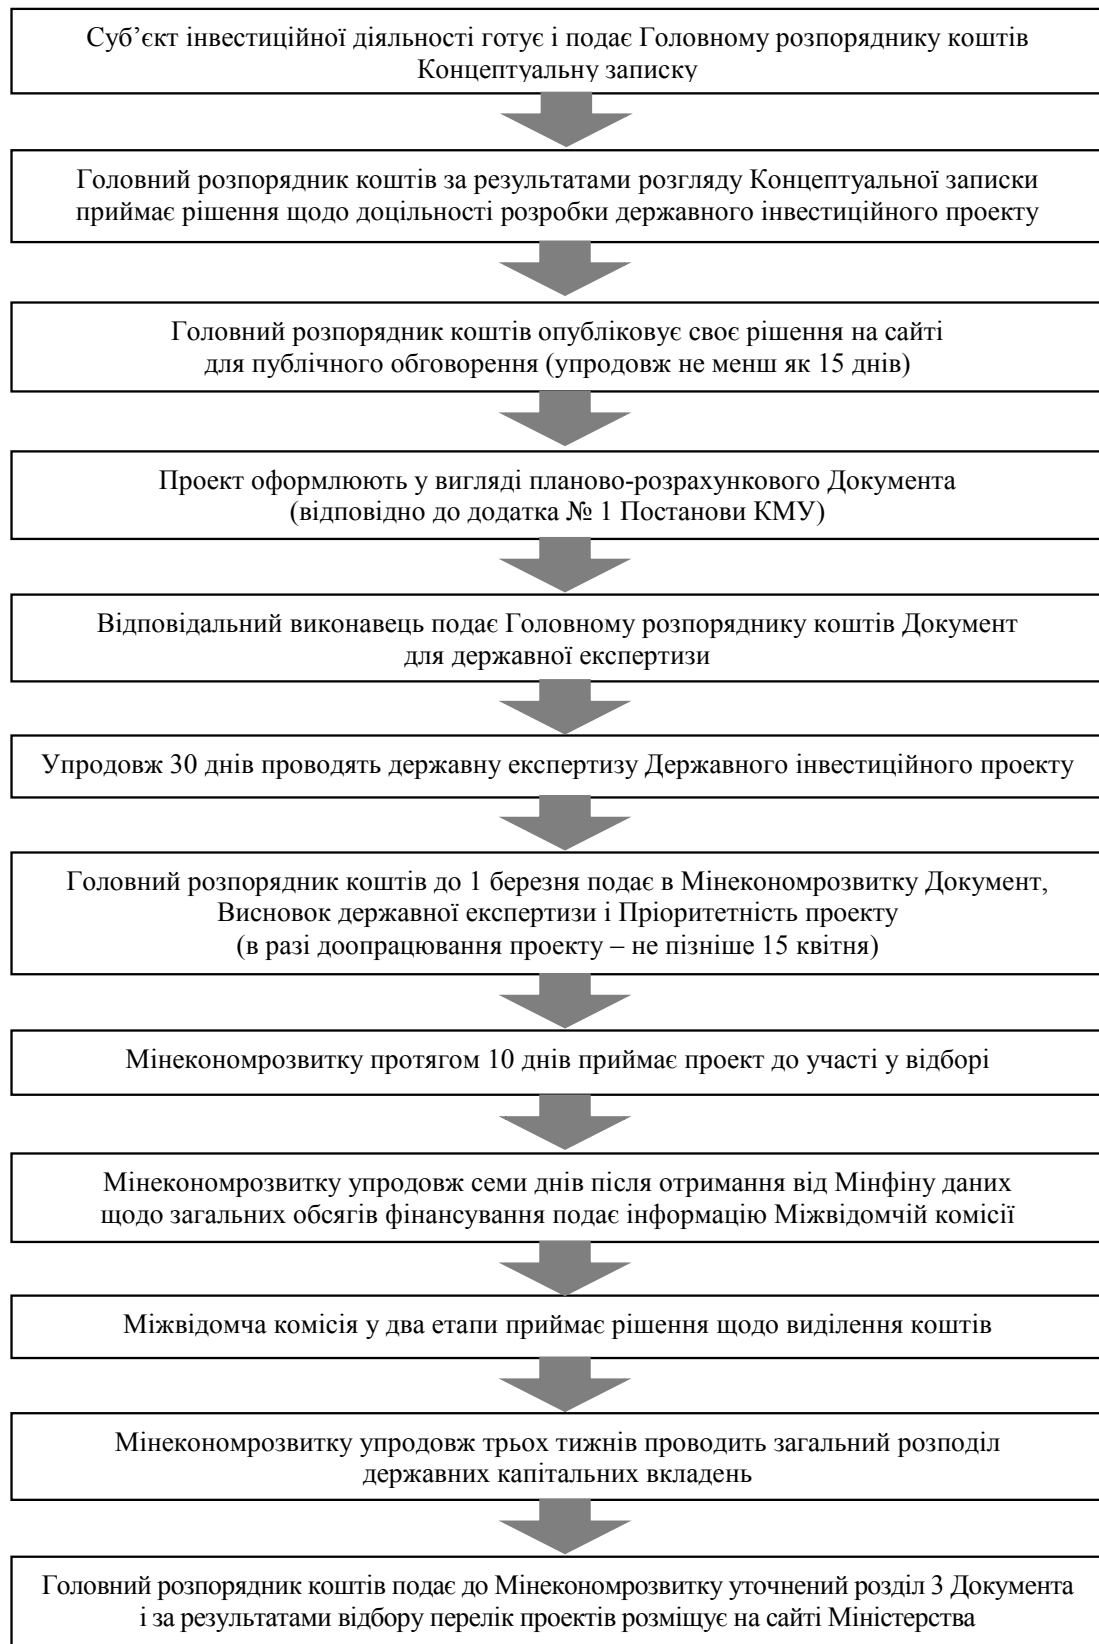 Суб’єкт інвестиційної діяльності готує і подає Головному розпоряднику коштів
Концептуальну записку
Головний розпорядник коштів за результатами розгляду Концептуальної записки
приймає рішення щодо доцільності розробки державного інвестиційного проекту
Головний розпорядник коштів опубліковує своє рішення на сайті
для публічного обговорення (упродовж не менш як 15 днів)
Проект оформлюють у вигляді планово-розрахункового Документа
(відповідно до додатка № 1 Постанови КМУ)
Відповідальний виконавець подає Головному розпоряднику коштів Документ
для державної експертизи
Упродовж 30 днів проводять державну експертизу Державного інвестиційного проекту
Головний розпорядник коштів до 1 березня подає в Мінекономрозвитку Документ,
Висновок державної експертизи і Пріоритетність проекту
(в разі доопрацювання проекту – не пізніше 15 квітня)
Мінекономрозвитку протягом 10 днів приймає проект до участі у відборі
Мінекономрозвитку упродовж семи днів після отримання від Мінфіну даних
щодо загальних обсягів фінансування подає інформацію Міжвідомчій комісії
Міжвідомча комісія у два етапи приймає рішення щодо виділення коштів
Мінекономрозвитку упродовж трьох тижнів проводить загальний розподіл
державних капітальних вкладень
Головний розпорядник коштів подає до Мінекономрозвитку уточнений розділ 3 Документа
і за результатами відбору перелік проектів розміщує на сайті Міністерства